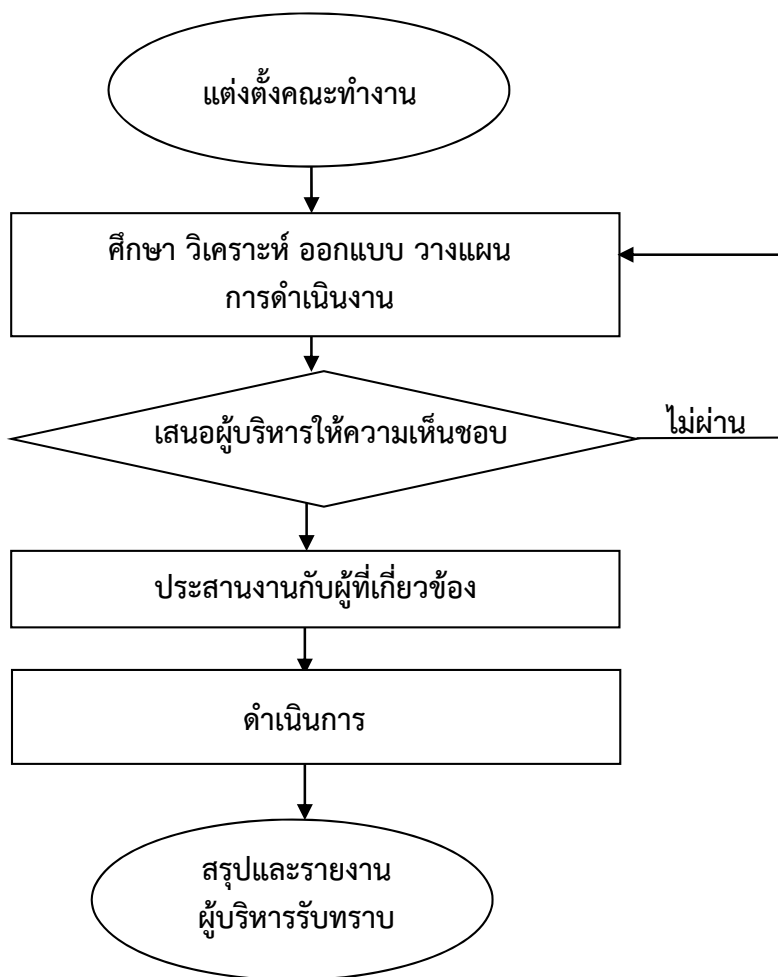 แต่งตั้งคณะทำงาน
ศึกษา วิเคราะห์ ออกแบบ วางแผน
การดำเนินงาน
เสนอผู้บริหารให้ความเห็นชอบ
ไม่ผ่าน
ประสานงานกับผู้ที่เกี่ยวข้อง
ดำเนินการ
สรุปและรายงาน
ผู้บริหารรับทราบ